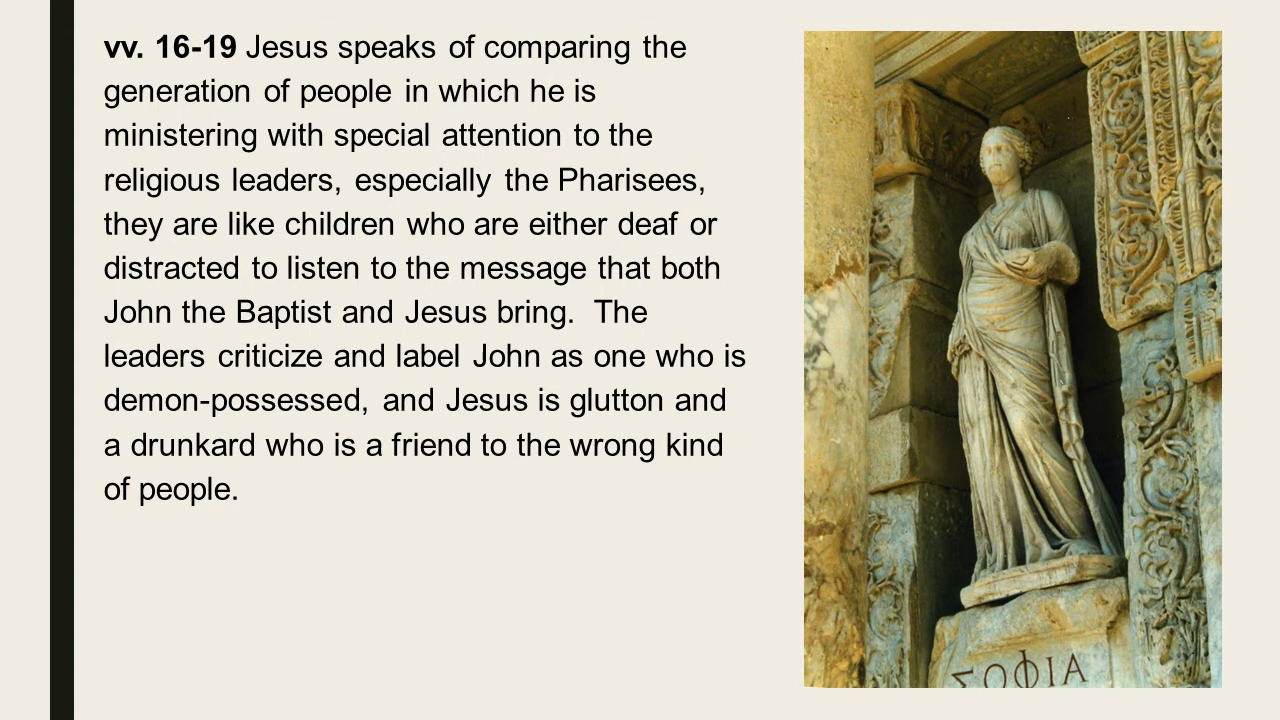 vv. 16-19 Jesus speaks of comparing the
generation of people in which he is
ministering with special attention to the
religious leaders, especially the Pharisees,
they are like children who are either deaf or
distracted to listen to the message that both
John the Baptist and Jesus bring.  The
leaders criticize and label John as one who is
demon-possessed, and Jesus is glutton and
a drunkard who is a friend to the wrong kind
of people.
ΣΟΦΙΑ